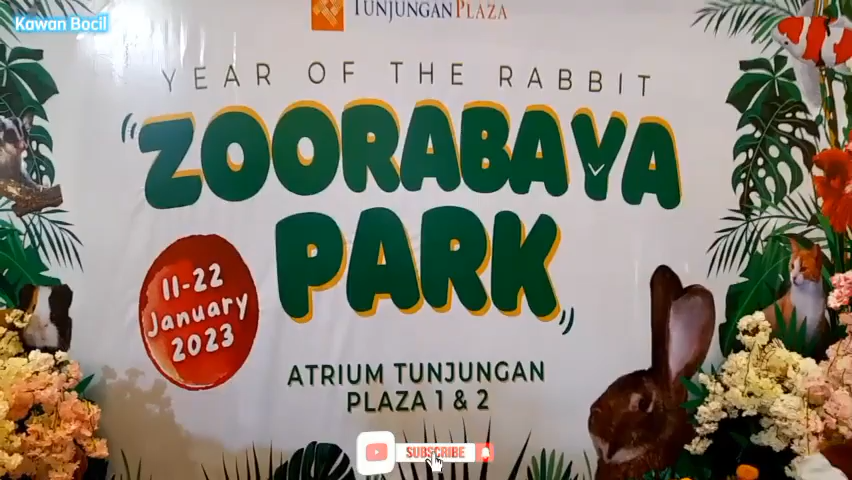 Kawan Bocil
TUNJUNGAN PLAZA
YEAR OF THE RABBIT
ZOORABAYA
PARK
11-22
January
2023
ATRIUM TUNJUNGAN
PLAZA 1 & 2
SUBSCRIBE